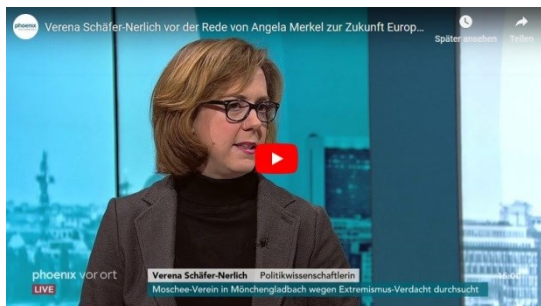 phoenix
Verena Schäfer-Nerlich vor der Rede von Angela Merkel zur Zukunft Europ…
Später ansehen
Teilen
phoenix vor ort
LIVE
Verena Schäfer-Nerlich Politikwissenschaftlerin
Moschee-Verein in Mönchengladbach wegen Extremismus-Verdacht durchsucht